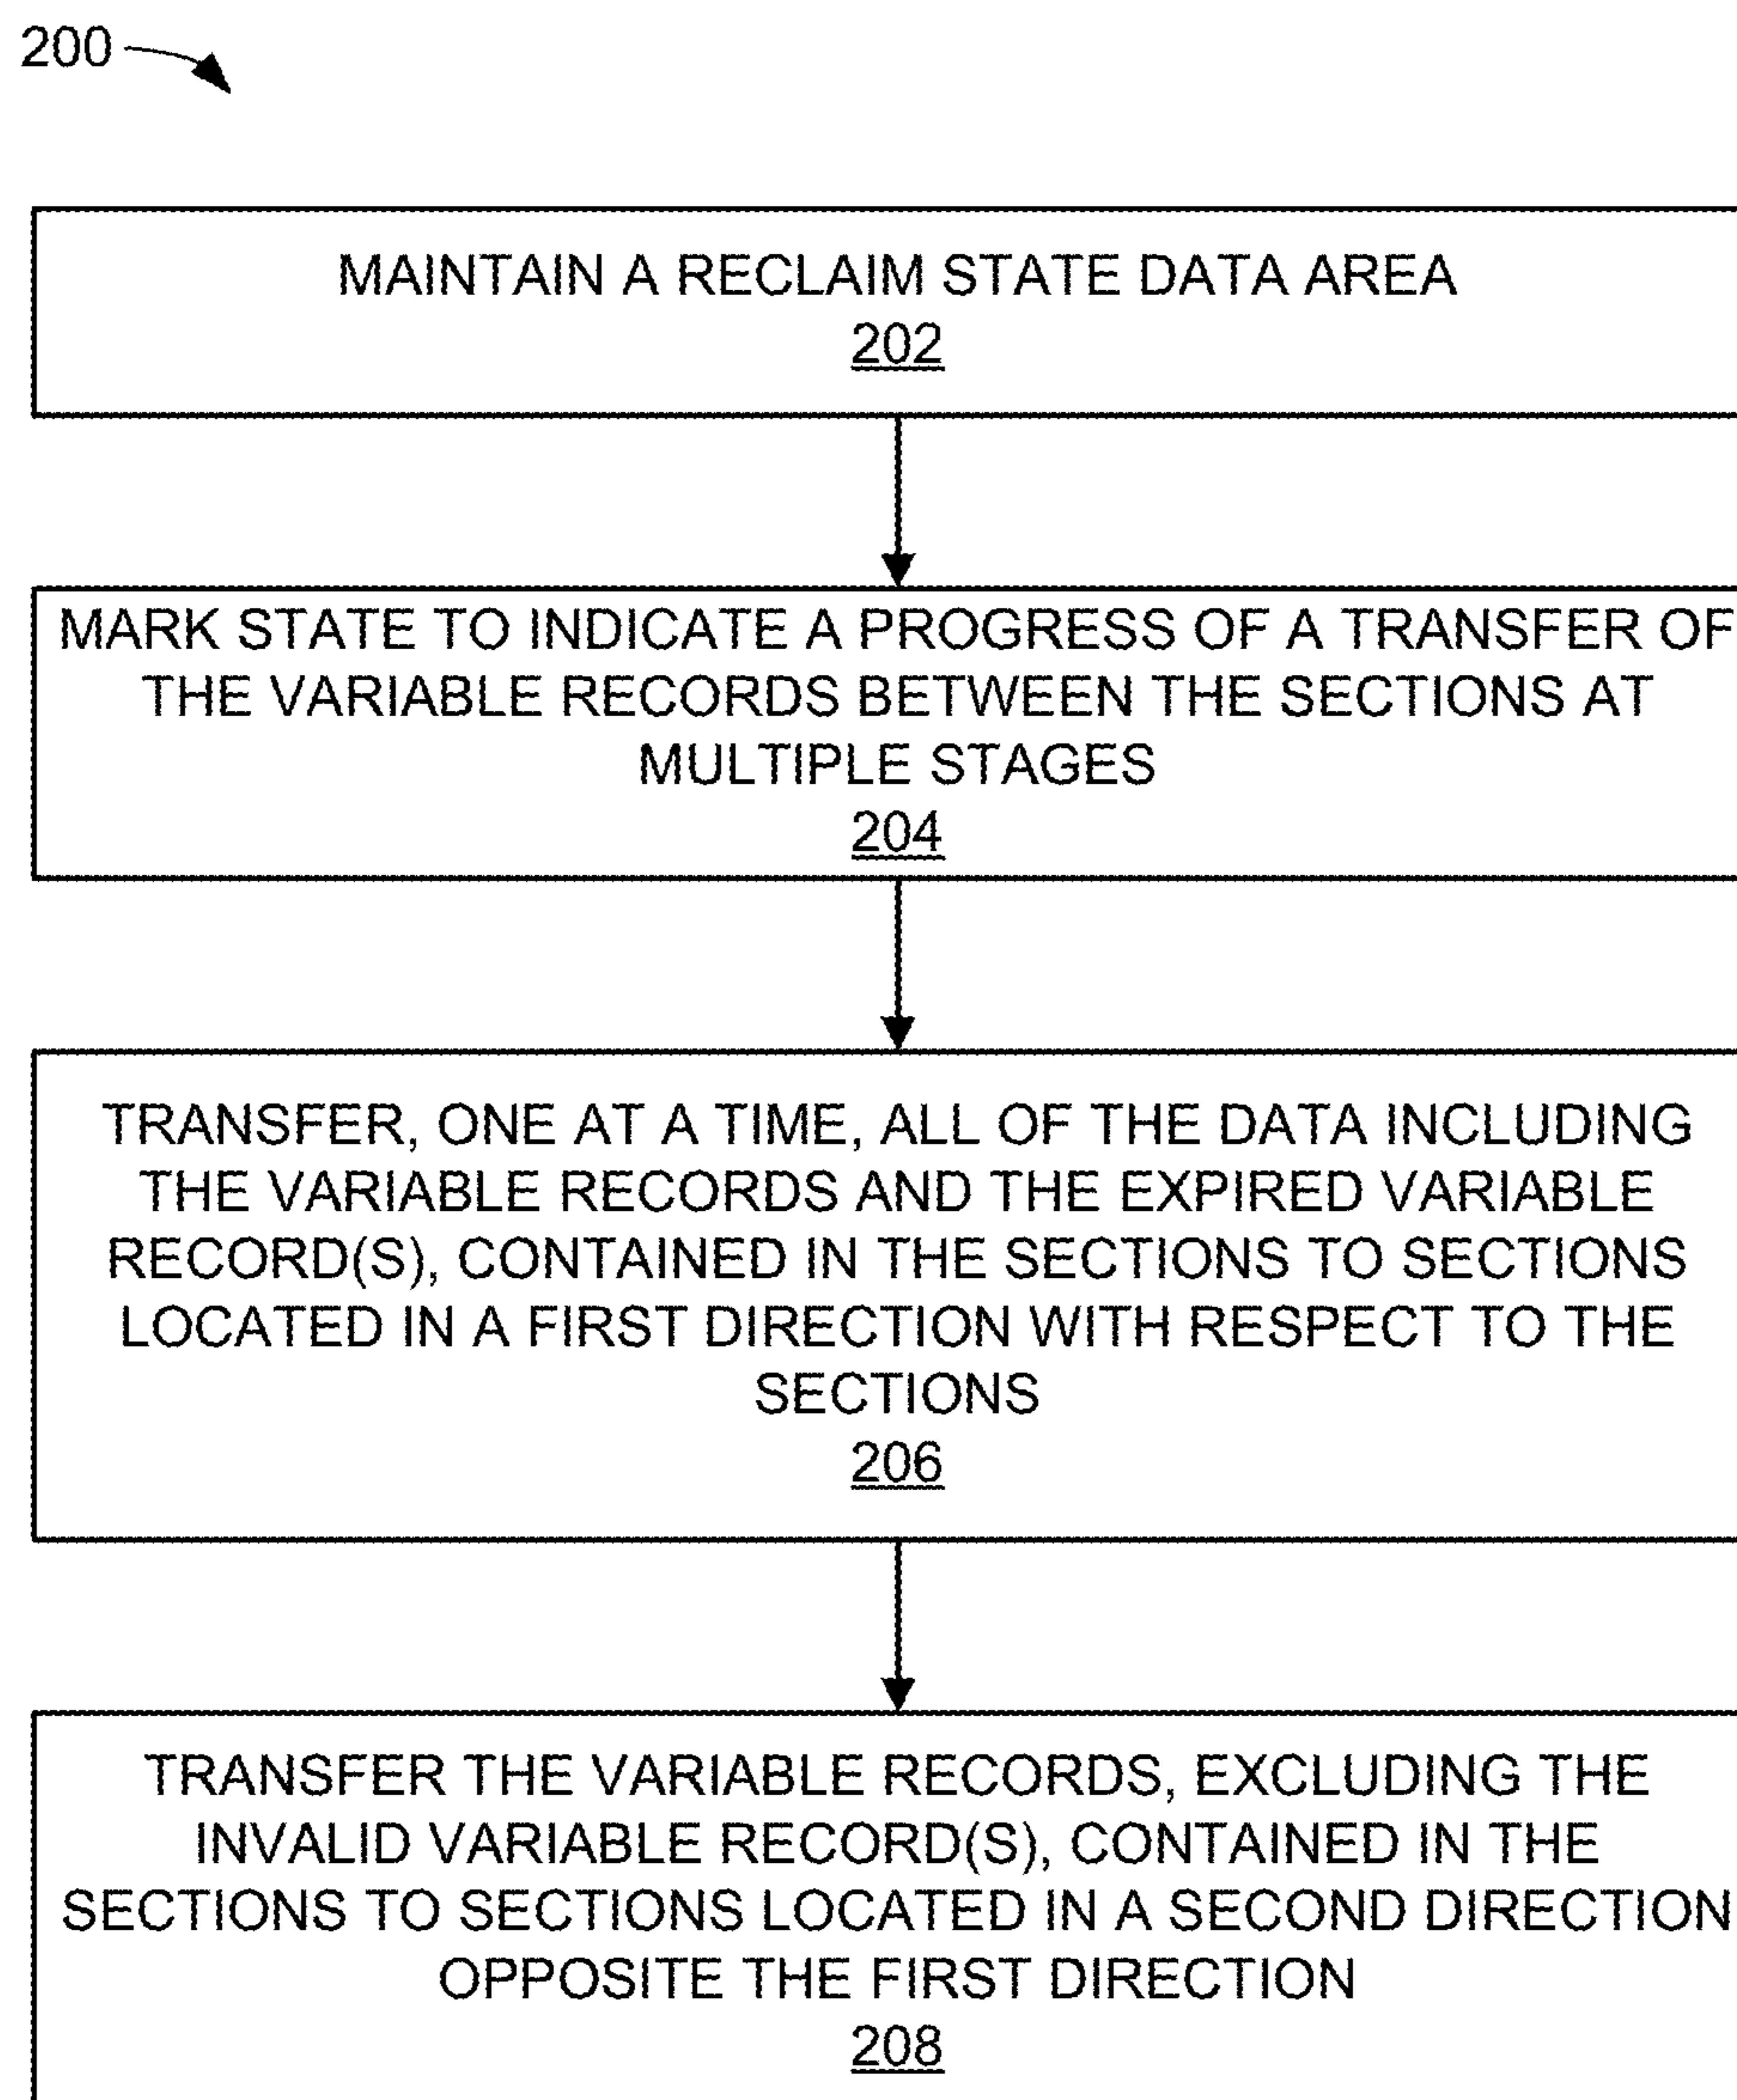 200
MAINTAIN A RECLAIM STATE DATA AREA
202
MARK STATE TO INDICATE A PROGRESS OF A TRANSFER OF
THE VARIABLE RECORDS BETWEEN THE SECTIONS AT
MULTIPLE STAGES
204
TRANSFER, ONE AT A TIME, ALL OF THE DATA INCLUDING
THE VARIABLE RECORDS AND THE EXPIRED VARIABLE
RECORD(S), CONTAINED IN THE SECTIONS TO SECTIONS
LOCATED IN A FIRST DIRECTION WITH RESPECT TO THE
SECTIONS
206
TRANSFER THE VARIABLE RECORDS, EXCLUDING THE
INVALID VARIABLE RECORD(S), CONTAINED IN THE
SECTIONS TO SECTIONS LOCATED IN A SECOND DIRECTION
OPPOSITE THE FIRST DIRECTION
208